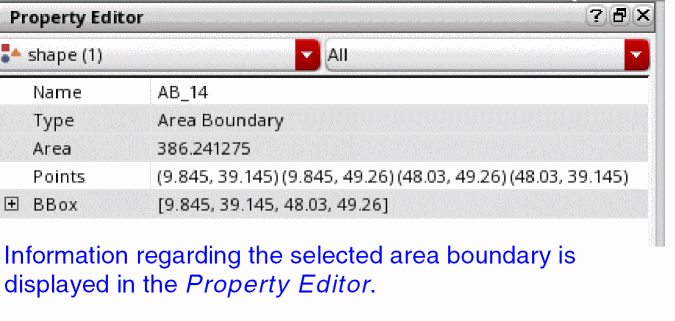 Property Editor
shape (1) All
Name AB_14
Type Area Boundary
Area 386.241275
Points (9.845, 39.145) (9.845, 49.26) (48.03, 49.26) (48.03, 39.145)
BBox [9.845, 39.145, 48.03, 49.26]
Information regarding the selected area boundary is
displayed in the Property Editor.